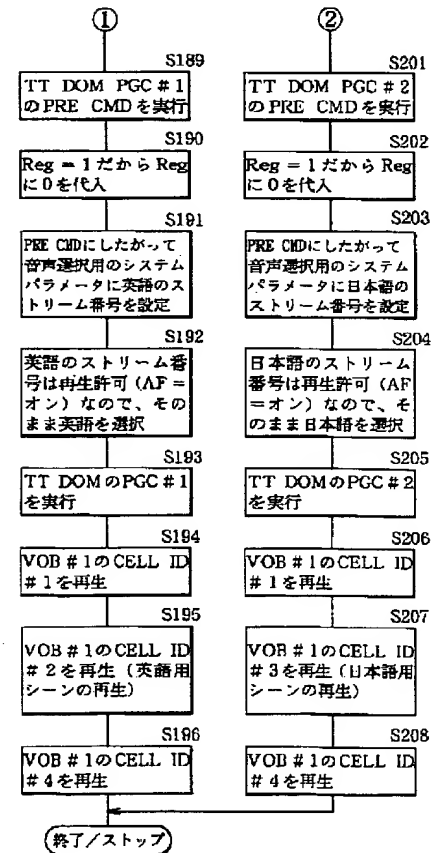 ①
S189
TT DOM PGC#1
のPRE CMDを実行
S190
Reg=1だからReg
に0を代入
S191
PRE CMDにしたがって
音声選択用のシステム
パラメータに英語のス
トリーム番号を設定
S192
英語のストリーム番
号は再生許可(AF=
オン)なので、その
まま英語を選択
S193
TT DOMのPGC#1
を実行
S194
VOB#1のCELL ID
#1を再生
S195
VOB#1のCELL ID
#2を再生(英語用
シーンの再生)
S196
VOB#1のCELL ID
#4を再生
②
S201
TT DOM PGC#2
のPRE CMDを実行
S202
Reg=1だからReg
に0を代入
S203
PRE CMDにしたがって
音声選択用のシステム
パラメータに日本語の
ストリーム番号を設定
S204
日本語のストリーム
番号は再生許可(AF
=オン)なので、そ
のまま日本語を選択
S205
TT DOMのPGC#2
を実行
S206
VOB#1のCELL ID
#1を再生
S207
VOB#1のCELL ID
#3を再生(日本語用
シーンの再生)
S208
VOB#1のCELL ID
#4を再生
終了/ストップ